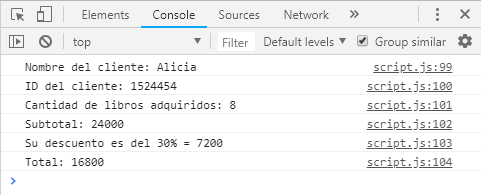 Elements Console Sources Network »
top Filter Default levels Group similar
Nombre del cliente: Alicia script.js:99
ID del cliente: 1524454 script.js:100
Cantidad de libros adquiridos: 8 script.js:101
Subtotal: 24000 script.js:102
Su descuento es del 30% = 7200 script.js:103
Total: 16800 script.js:104